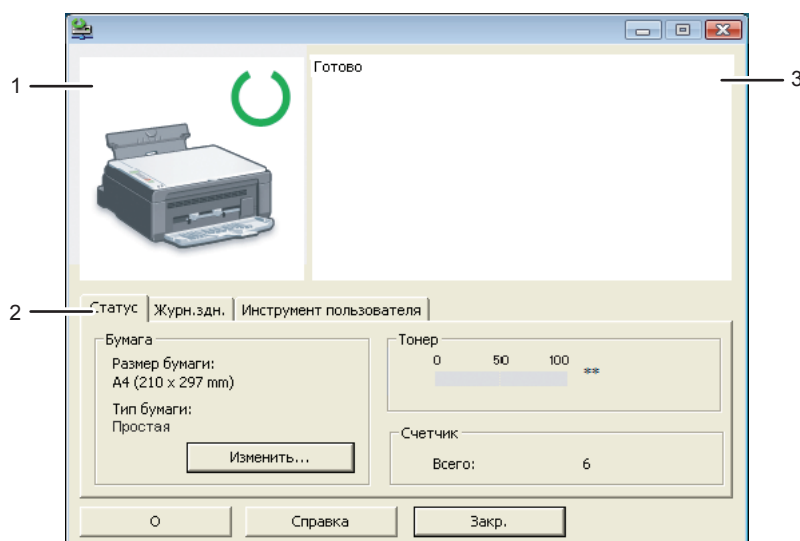 1
Готово
3
2
Статус Журн.здн. Инструмент пользователя
Бумага
Размер бумаги:
A4 (210 x 297 mm)
Тип бумаги:
Простая
Изменить...
Тонер
0 50 100 **
Счетчик
Всего: 6
О Справка Закр.